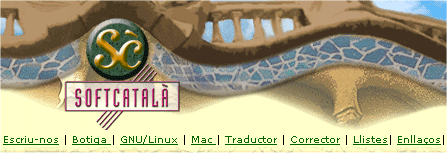 Sc̀
SOFTCATALÀ
Escriu-nos | Botiga | GNU/Linux | Mac | Traductor | Corrector | Llistes | Enllaços